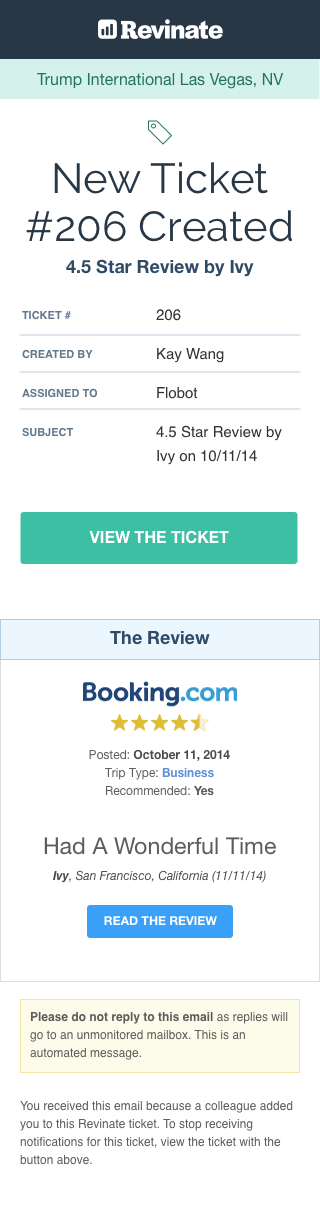 Revinate
Trump International Las Vegas, NV
New Ticket
#206 Created
4.5 Star Review by Ivy
TICKET # 206
CREATED BY Kay Wang
ASSIGNED TO Flobot
SUBJECT 4.5 Star Review by
Ivy on 10/11/14
VIEW THE TICKET
The Review
Booking.com
Posted: October 11, 2014
Trip Type: Business
Recommended: Yes
Had A Wonderful Time
Ivy, San Francisco, California (11/11/14)
READ THE REVIEW
Please do not reply to this email as replies will
go to an unmonitored mailbox. This is an
automated message.
You received this email because a colleague added
you to this Revinate ticket. To stop receiving
notifications for this ticket, view the ticket with the
button above.